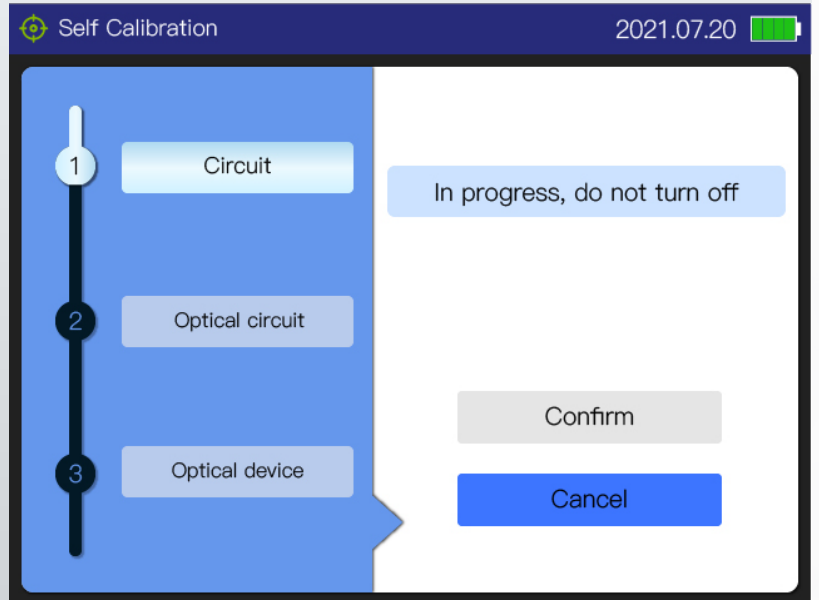 Self Calibration
2021.07.20
1
Circuit
In progress, do not turn off
2
Optical circuit
Confirm
3
Optical device
Cancel